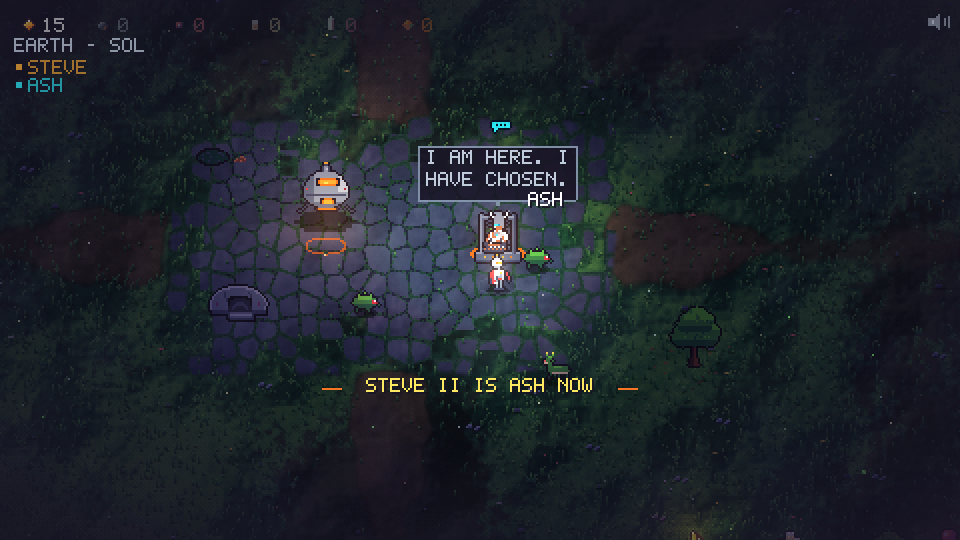 15 0 0 0 0 0
EARTH - SOL
STEVE
ASH
I AM HERE. I
HAVE CHOSEN.
ASH
STEVE II IS ASH NOW